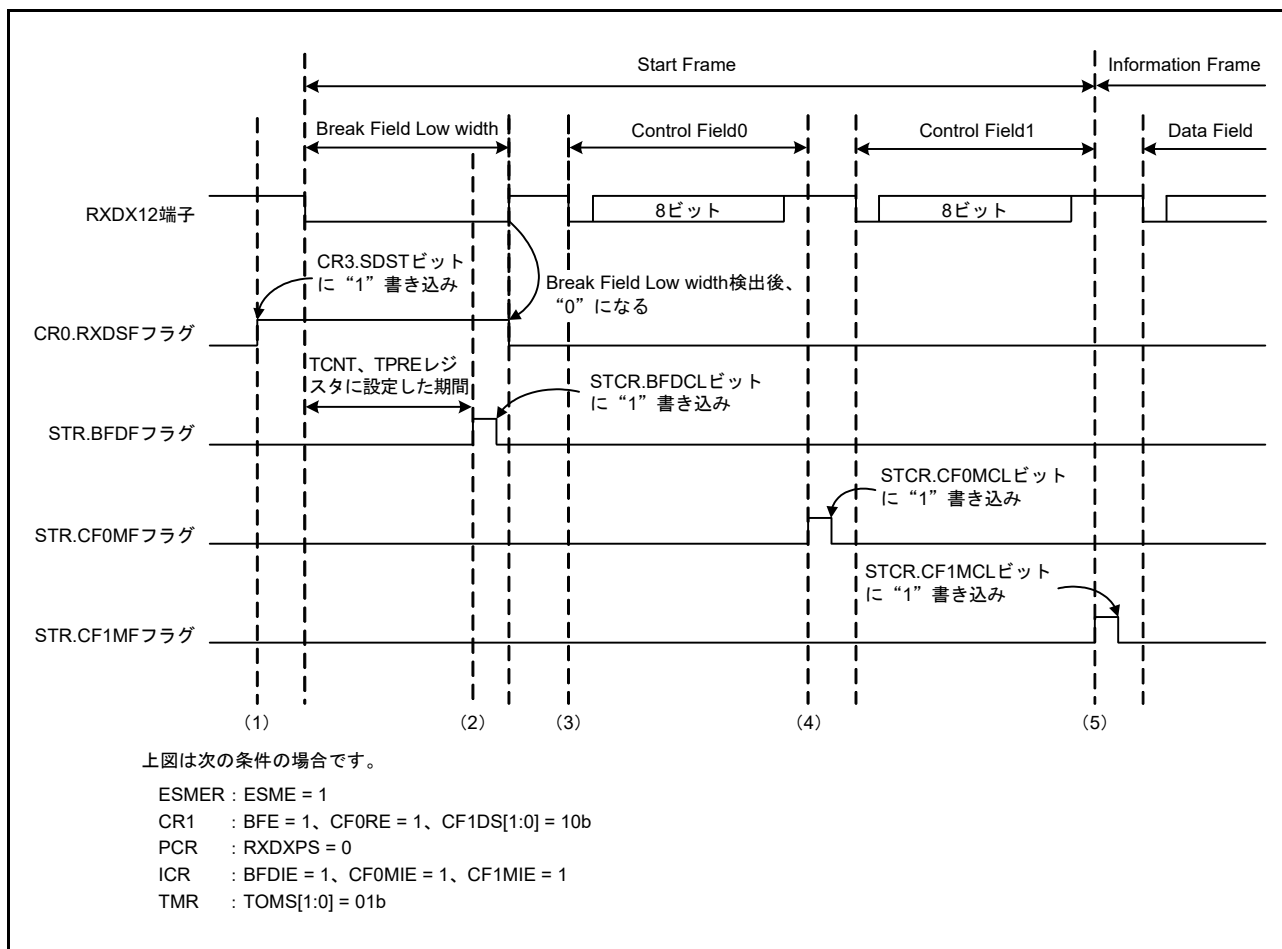 Start Frame
Information Frame
Break Field Low width
Control Field0
Control Field1
Data Field
RXDX12端子
8ビット
8ビット
CR3.SDSTビット
に“1”書き込み
Break Field Low width検出後、
“0”になる
CR0.RXDSFフラグ
TCNT、TPREレジ
スタに設定した期間
STCR.BFDCLビット
に“1”書き込み
STR.BFDFフラグ
STCR.CF0MCLビット
に“1”書き込み
STR.CF0MFフラグ
STCR.CF1MCLビット
に“1”書き込み
STR.CF1MFフラグ
(1)
(2)
(3)
(4)
(5)
上図は次の条件の場合です。
ESMER : ESME = 1
CR1 : BFE = 1、CF0RE = 1、CF1DS[1:0] = 10b
PCR : RXDXPS = 0
ICR : BFDIE = 1、CF0MIE = 1、CF1MIE = 1
TMR : TOMS[1:0] = 01b